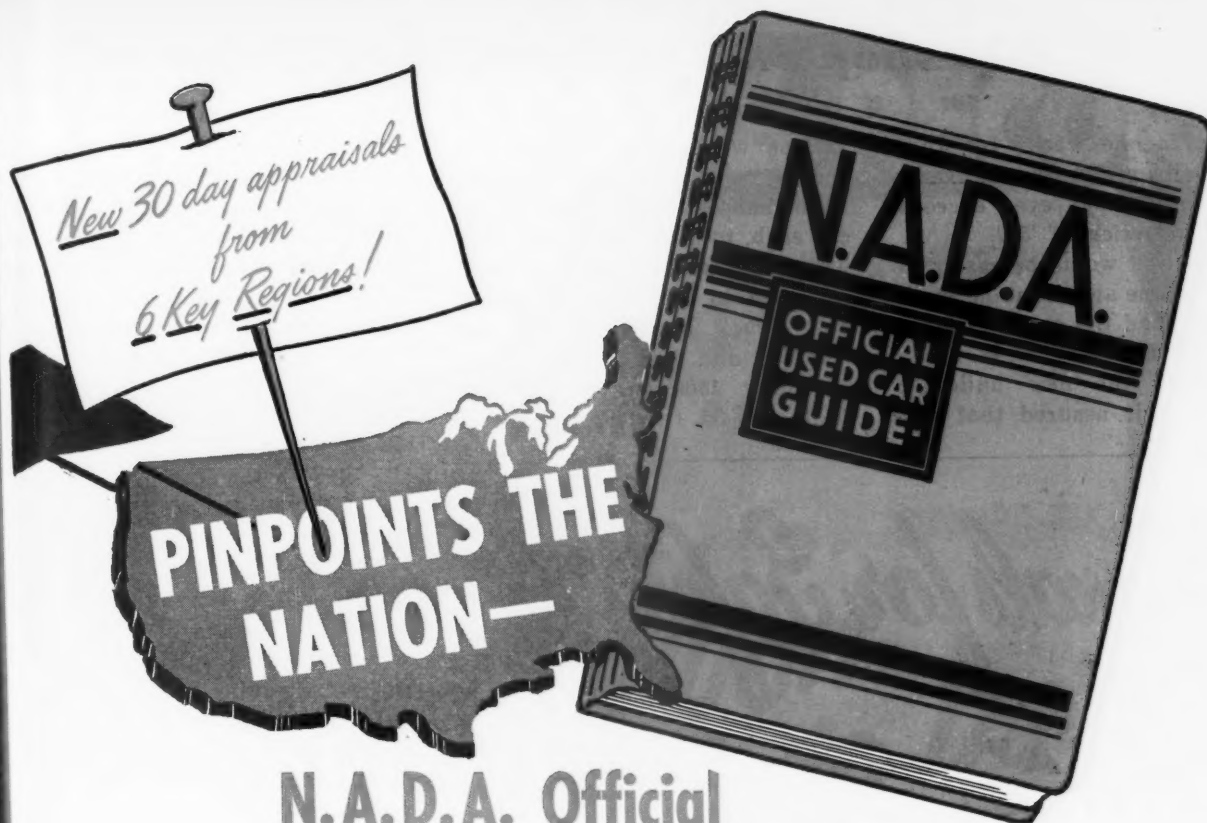 New 30 day appraisals
from
6 Key Regions!
N.A.D.A.
OFFICIAL
USED CAR
GUIDE-
PINPOINTS THE
NATION—
N.A.D.A. Official